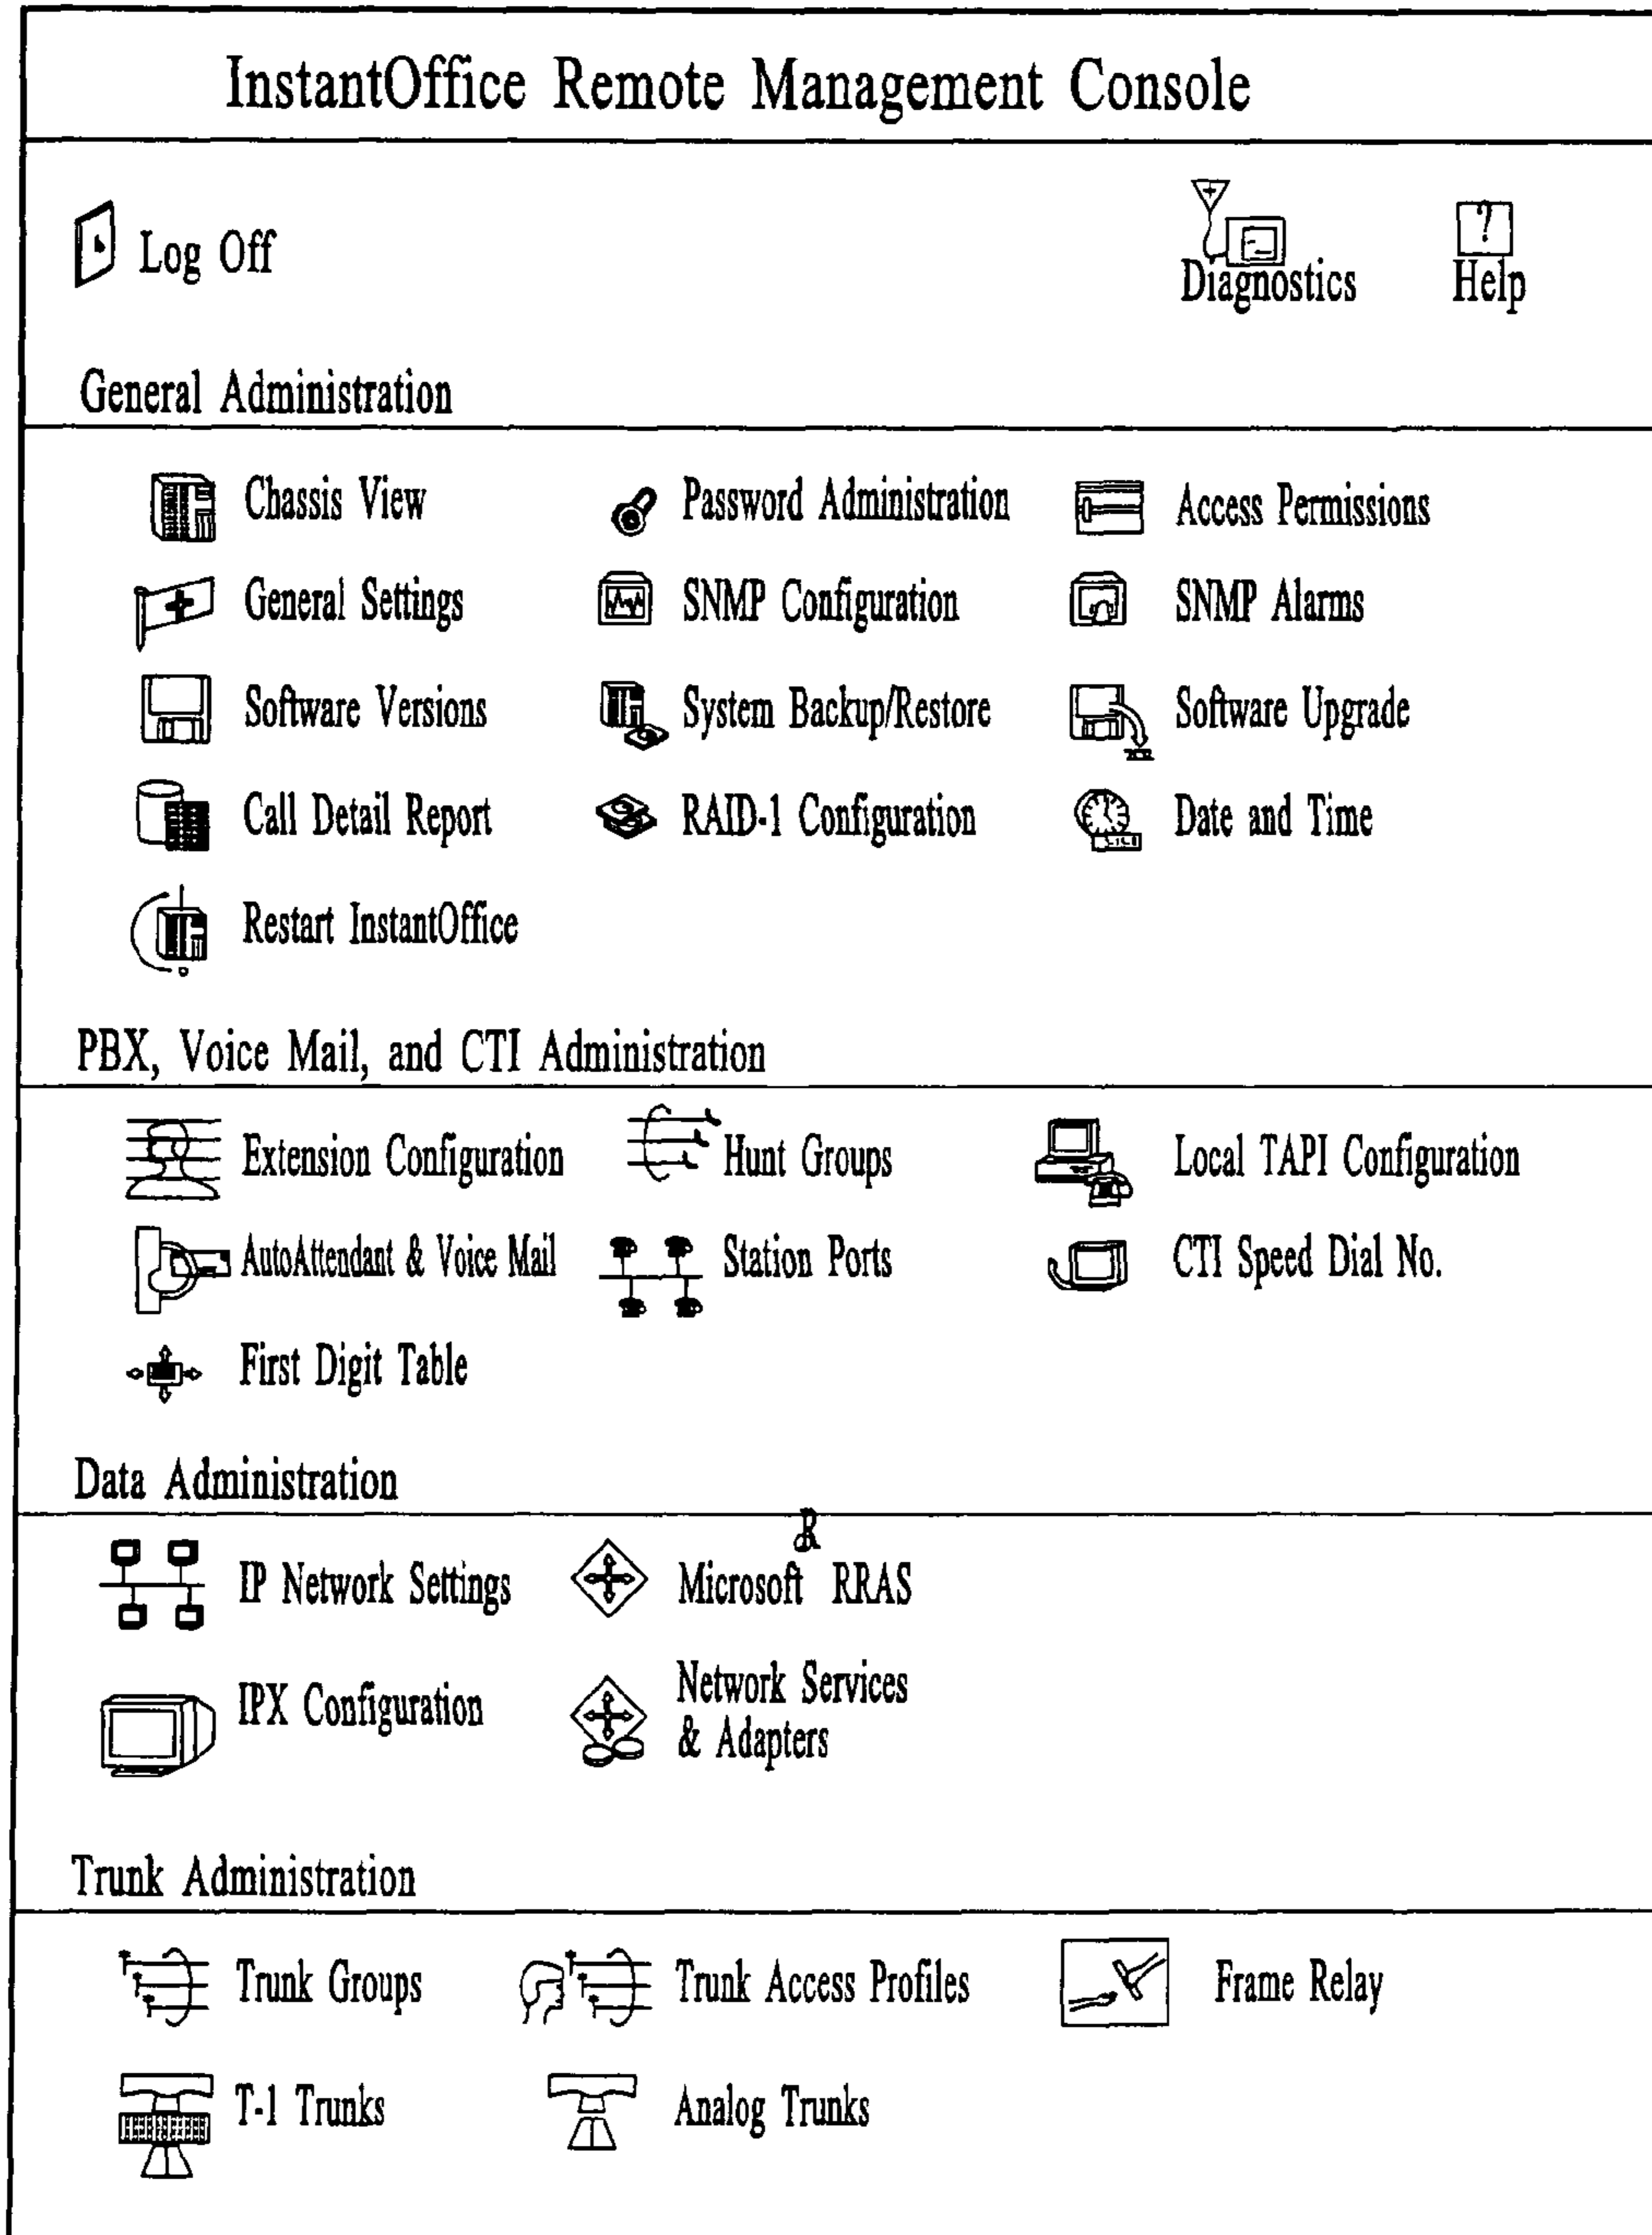 InstantOffice Remote Management Console
Log Off
Diagnostics
?
Help
General Administration
Chassis View
Password Administration
Access Permissions
General Settings
SNMP Configuration
SNMP Alarms
Software Versions
System Backup/Restore
Software Upgrade
Call Detail Report
RAID-1 Configuration
Date and Time
Restart InstantOffice
PBX, Voice Mail, and CTI Administration
Extension Configuration
Hunt Groups
Local TAPI Configuration
AutoAttendant & Voice Mail
Station Ports
CTI Speed Dial No.
First Digit Table
Data Administration
R
IP Network Settings
Microsoft RRAS
IPX Configuration
Network Services
& Adapters
Trunk Administration
Trunk Groups
Trunk Access Profiles
Frame Relay
T-1 Trunks
Analog Trunks